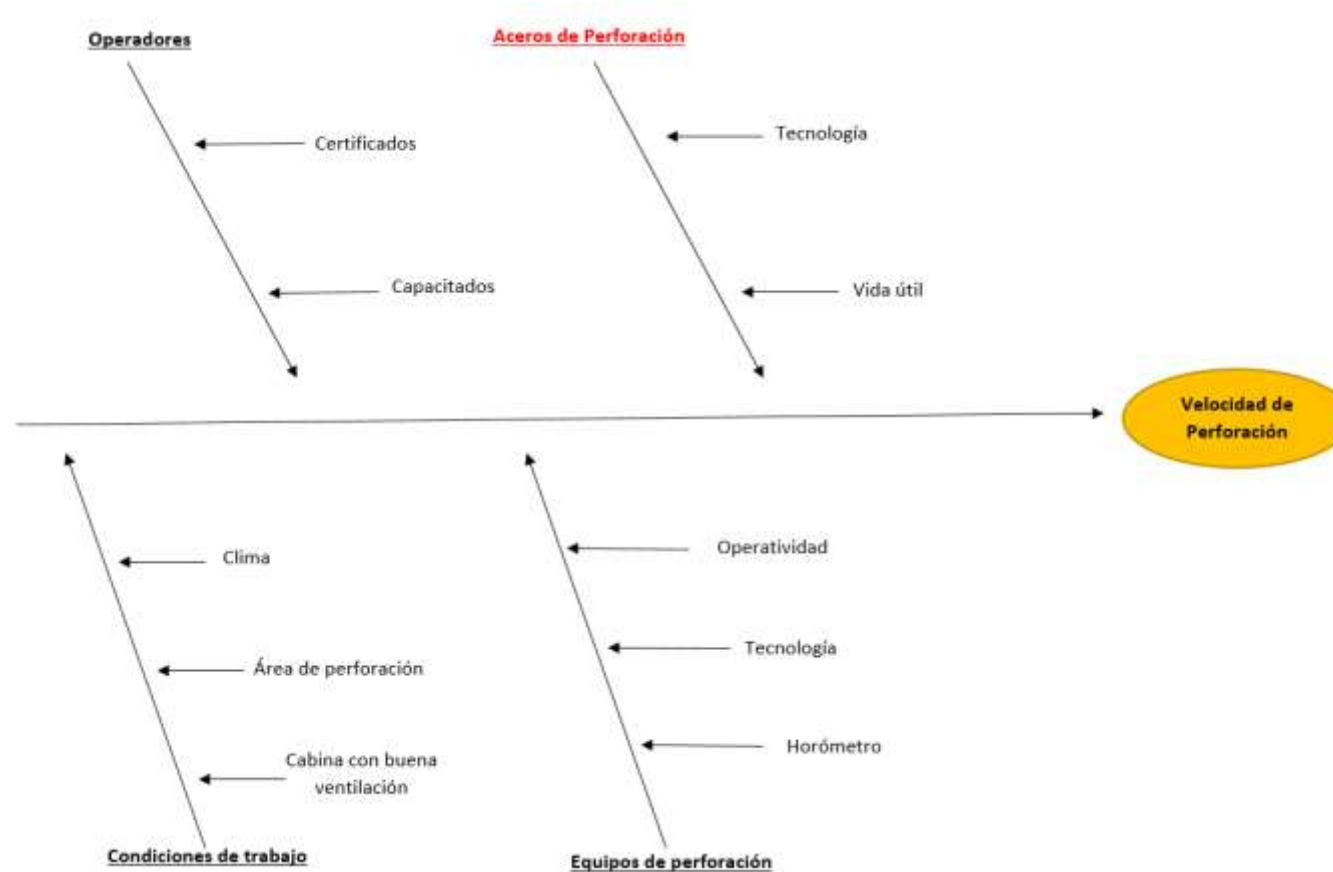 Operadores
Aceros de Perforación
Certificados
Tecnología
Capacitados
Vida útil
Velocidad de
Perforación
Clima
Operatividad
Área de perforación
Tecnología
Cabina con buena
ventilación
Horómetro
Condiciones de trabajo
Equipos de perforación